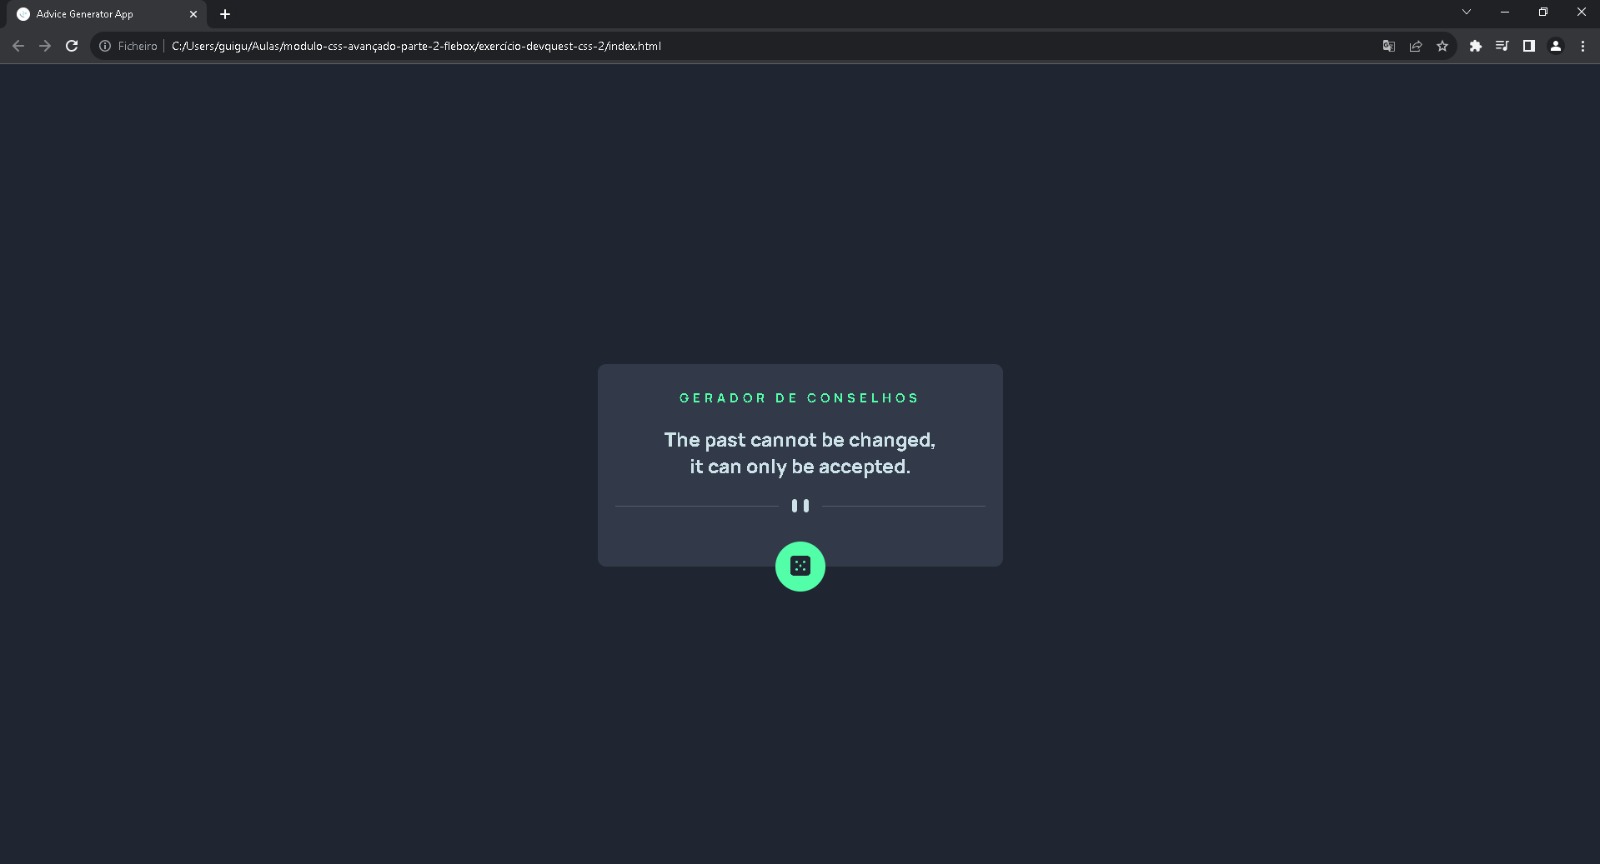 Advice Generator App
Ficheiro C:/Users/guigu/Aulas/modulo-css-avançado-parte-2-flebox/exercicio-devquest-css-2/index.html
GERADOR DE CONSELHOS
The past cannot be changed,
it can only be accepted.